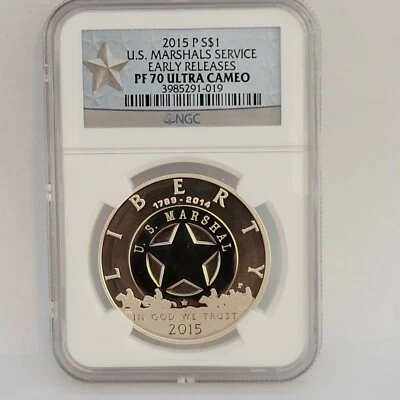 2015 P S$1
U.S. MARSHALS SERVICE
EARLY RELEASES
PF 70 ULTRA CAMEO
3985291-019
NGC
LIBERTY
1789-2014
U.S. MARSHAL
P
IN GOD WE TRUST
2015